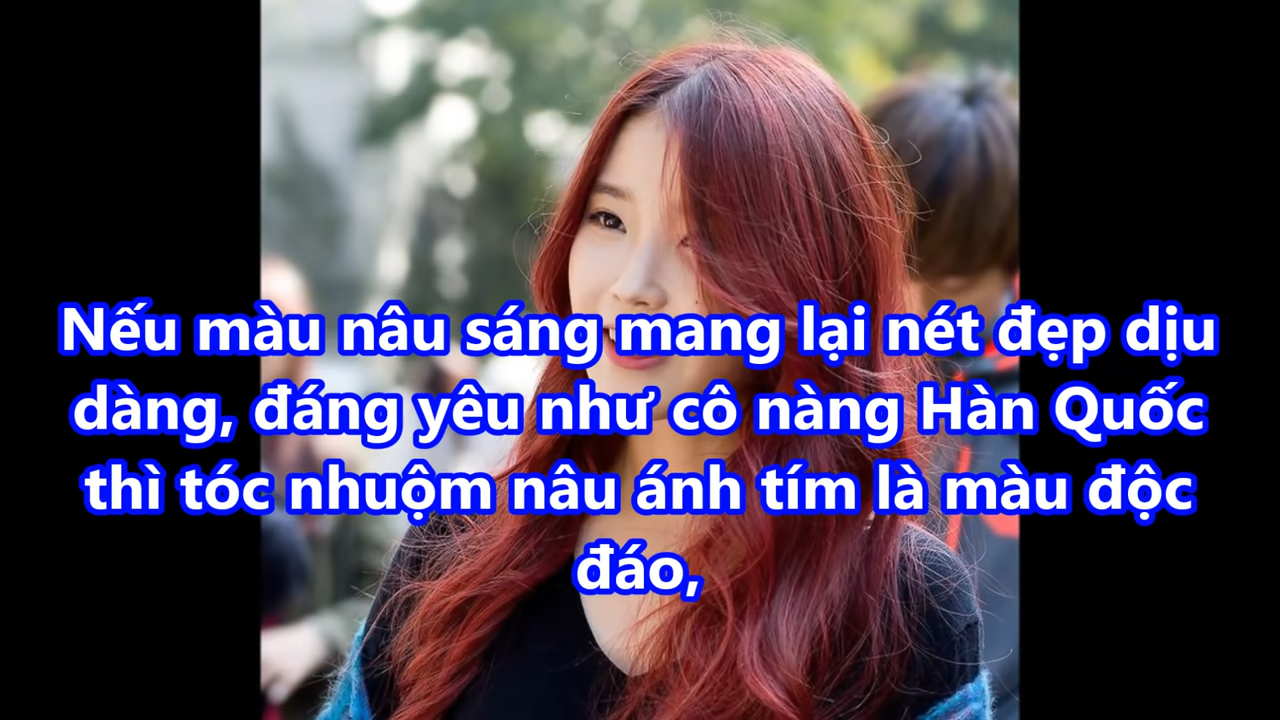 Nếu màu nâu sáng mang lại nét đẹp dịu
dàng, đáng yêu như cô nàng Hàn Quốc
thì tóc nhuộm nâu ánh tím là màu độc
đáo,